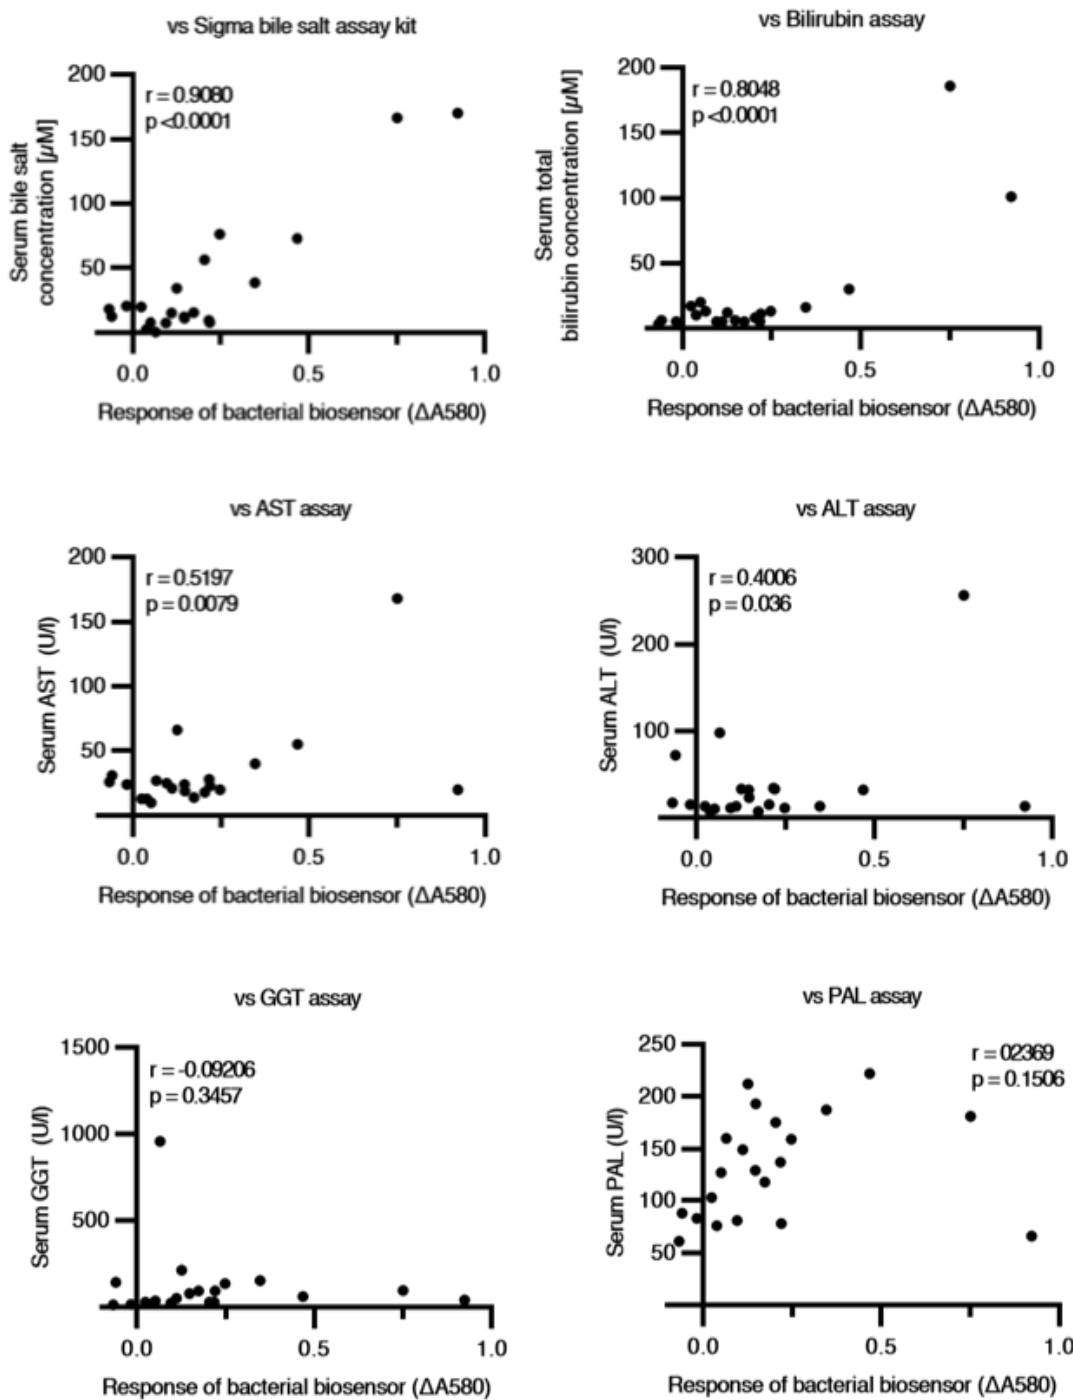 vs Sigma bile salt assay kit
r = 0.9080
p <0.0001
Serum bile salt
concentration [µM]
200
150
100
50
0.0
0.5
1.0
Response of bacterial biosensor (ΔA580)
vs Bilirubin assay
r = 0.8048
p <0.0001
Serum total
bilirubin concentration [µM]
200
150
100
50
0.0
0.5
1.0
Response of bacterial biosensor (ΔA580)
vs AST assay
r = 0.5197
p = 0.0079
Serum AST (U/l)
200
100
50
0.0
0.5
1.0
Response of bacterial biosensor (ΔA580)
vs ALT assay
r = 0.4006
p = 0.036
Serum ALT (U/l)
300
200
100
0.0
0.5
1.0
Response of bacterial biosensor (ΔA580)
vs GGT assay
r = -0.09206
p = 0.3457
Serum GGT (U/l)
1500
1000
500
0.0
0.5
1.0
Response of bacterial biosensor (ΔA580)
vs PAL assay
r = 02369
p = 0.1506
Serum PAL (U/l)
250
200
150
100
50
0.0
0.5
1.0
Response of bacterial biosensor (ΔA580)